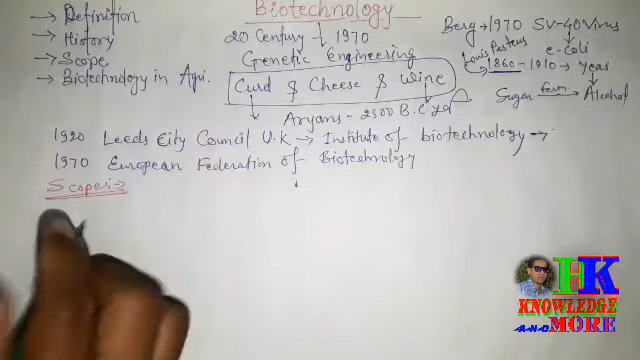 Biotechnology
→ Definition
→ History
→ Scope
→ Biotechnology in Agri.
20 Century → 1970
Genetic Engineering
Curd & Cheese & Wine
Aryans - 2500 B.C
Berg → 1970 SV-40 Virus
e-Coli
Louis Pasteus
1860 - 1910 → yeas
Sugar ferm. → Alcohol
1920 Leeds City Council U.K → Institute of biotechnology →
1970 European Federation of Biotechnology
Scope:→
HK
KNOWLEDGE
AND MORE